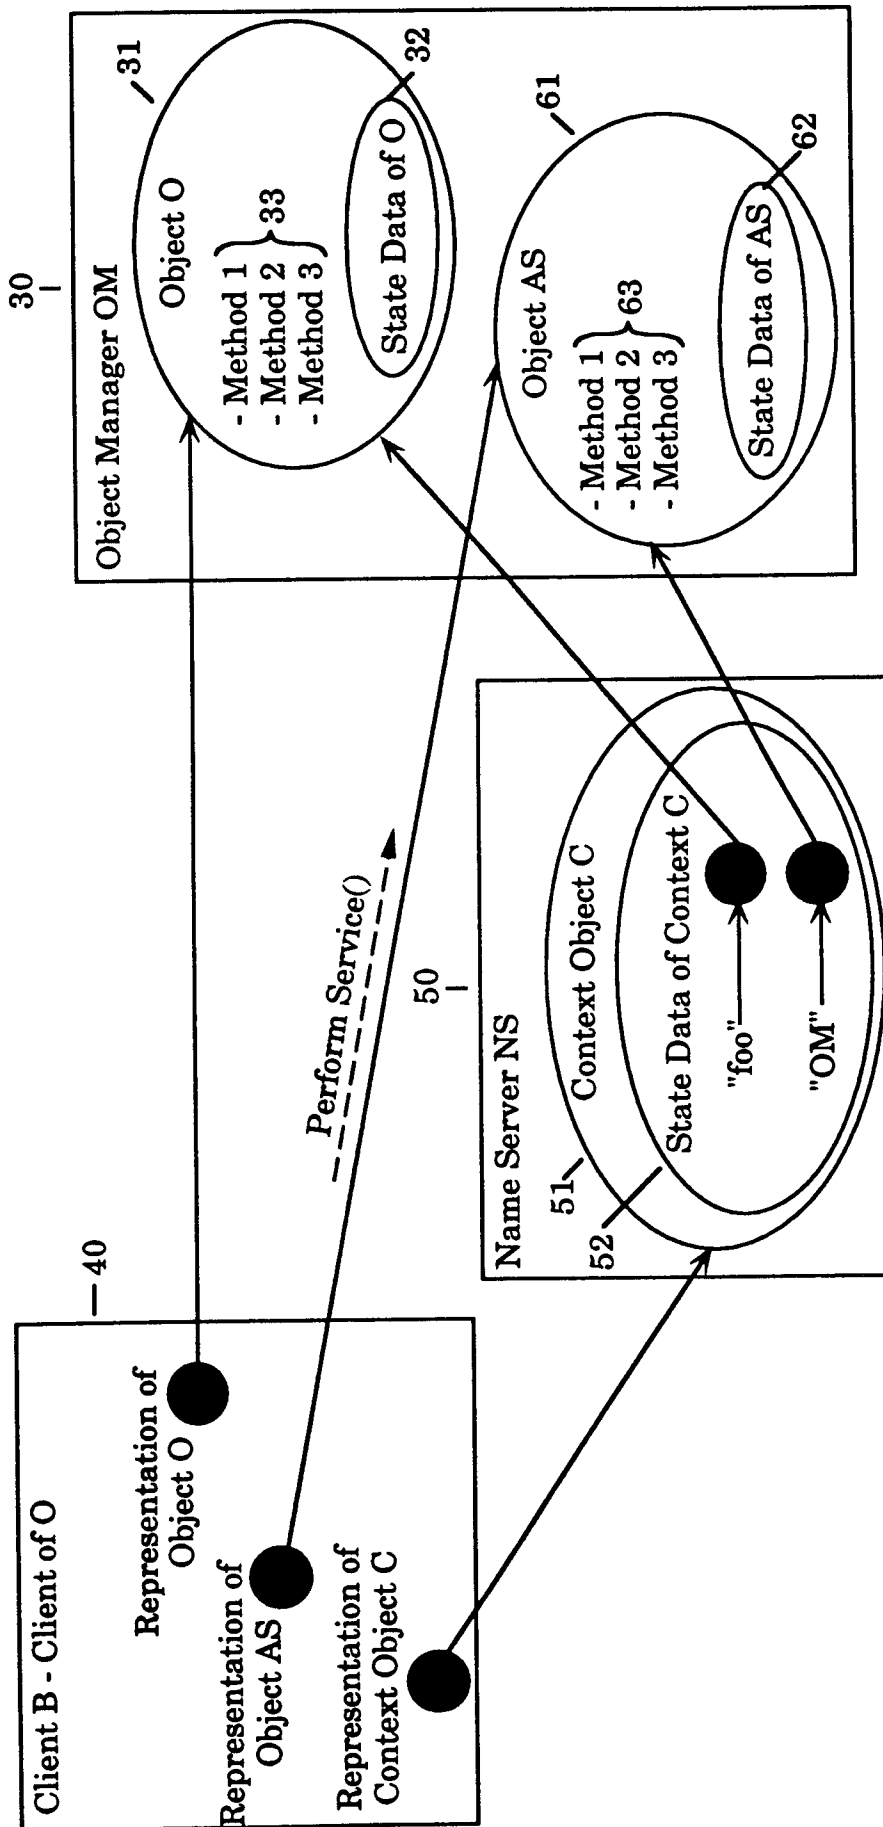 Client B - Client of O
40
Representation of
Object O
Representation of
Object AS
Representation of
Context Object C
Perform Service()
30
Object Manager OM
31
Object O
- Method 1
- Method 2
- Method 3
33
State Data of O
32
61
Object AS
- Method 1
- Method 2
- Method 3
63
State Data of AS
62
50
Name Server NS
51
Context Object C
52
State Data of Context C
"foo"
"OM"